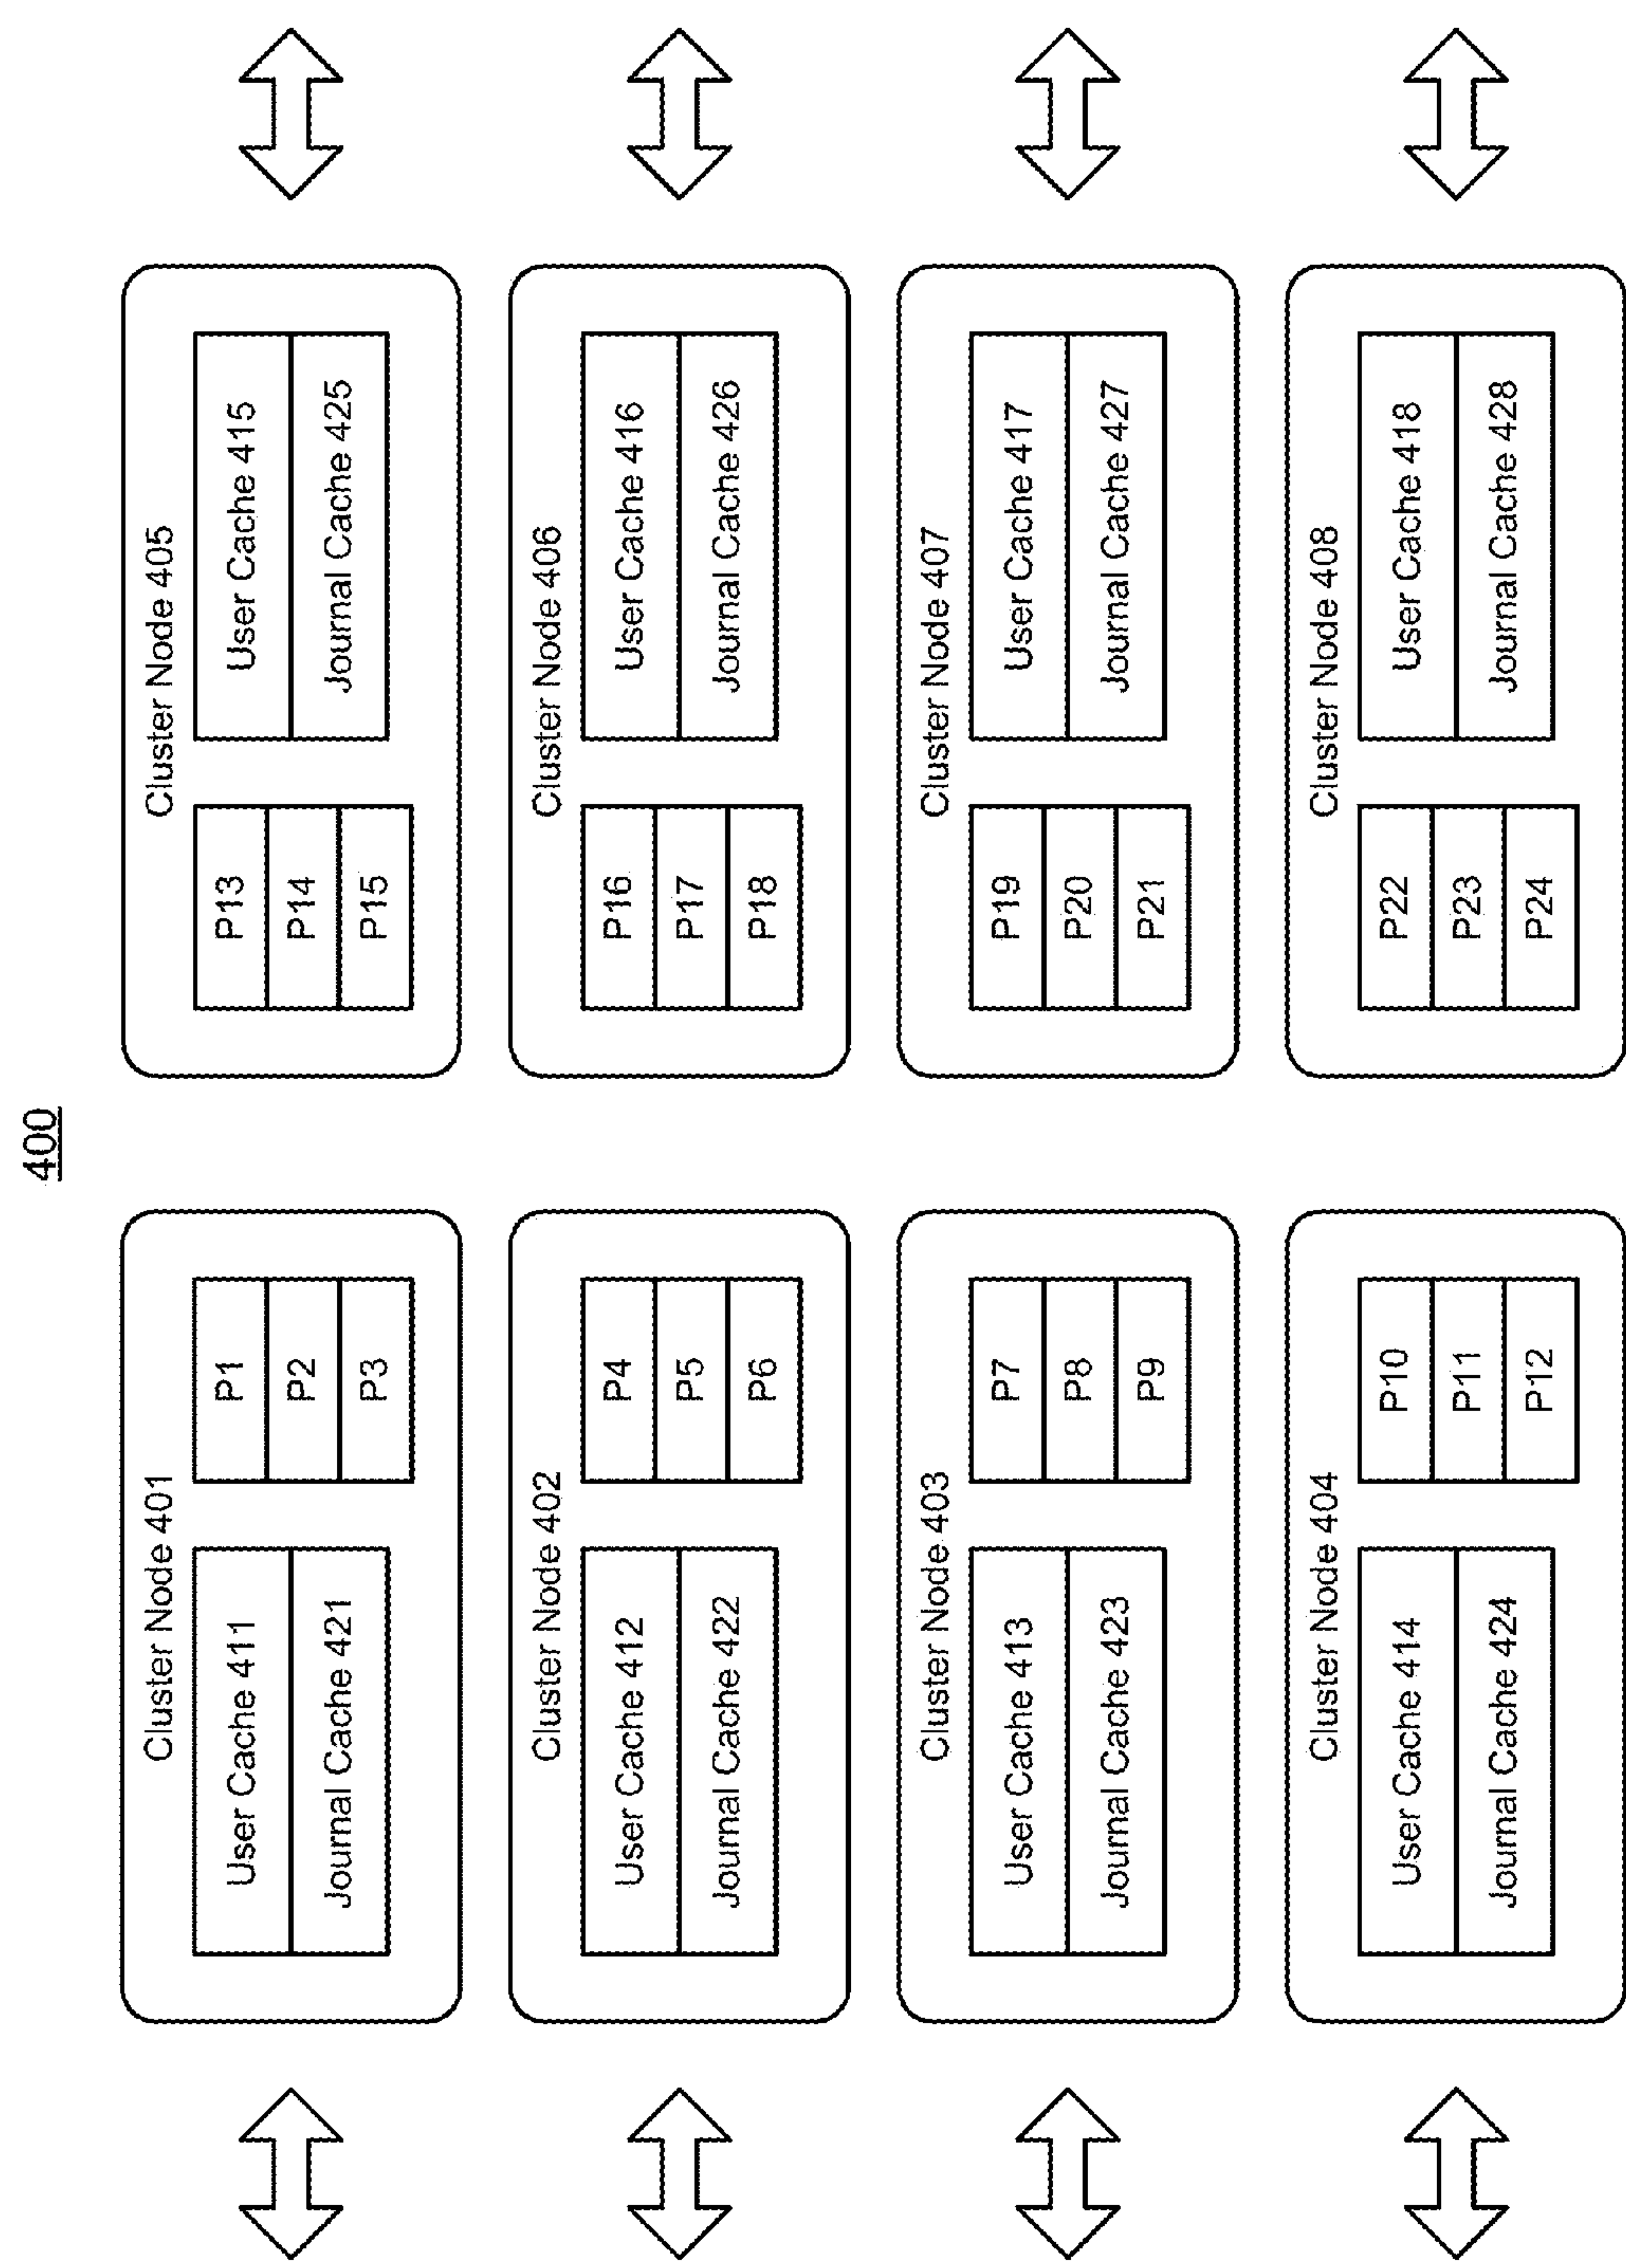 400
Cluster Node 401
User Cache 411
Journal Cache 421
P1
P2
P3
Cluster Node 405
P13
P14
P15
User Cache 415
Journal Cache 425
Cluster Node 402
User Cache 412
Journal Cache 422
P4
P5
P6
Cluster Node 406
P16
P17
P18
User Cache 416
Journal Cache 426
Cluster Node 403
User Cache 413
Journal Cache 423
P7
P8
P9
Cluster Node 407
P19
P20
P21
User Cache 417
Journal Cache 427
Cluster Node 404
User Cache 414
Journal Cache 424
P10
P11
P12
Cluster Node 408
P22
P23
P24
User Cache 418
Journal Cache 428